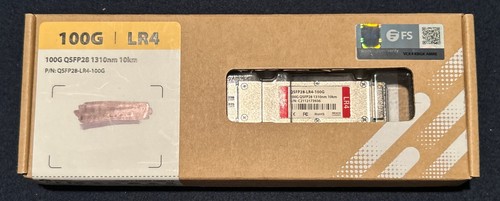 100G | LR4
100G QSFP28 1310nm 10km
P/N: QSFP28-LR4-100G
FS
QSFP28-LR4-100G
100G QSFP28 1310nm 10km
LR4